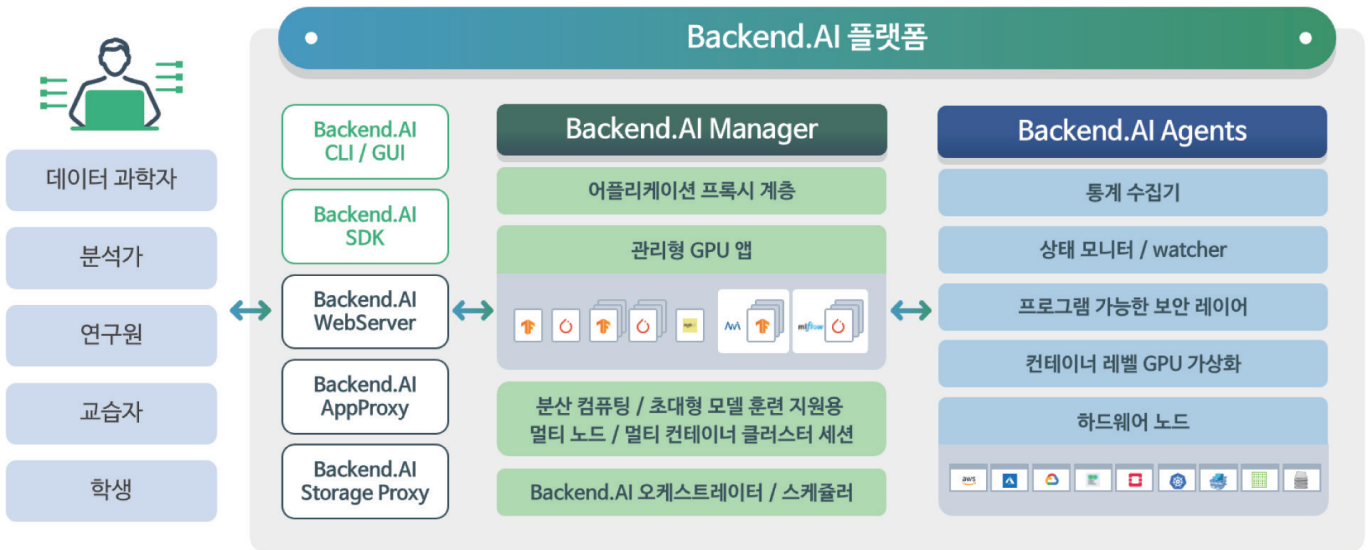 Backend.AI 플랫폼
데이터 과학자
분석가
연구원
교습자
학생
Backend.AI
CLI / GUI
Backend.AI
SDK
Backend.AI
WebServer
Backend.AI
AppProxy
Backend.AI
Storage Proxy
Backend.AI Manager
어플리케이션 프록시 계층
관리형 GPU 앱
mlflow
분산 컴퓨팅 / 초대형 모델 훈련 지원용
멀티 노드 / 멀티 컨테이너 클러스터 세션
Backend.AI 오케스트레이터 / 스케쥴러
Backend.AI Agents
통계 수집기
상태 모니터 / watcher
프로그램 가능한 보안 레이어
컨테이너 레벨 GPU 가상화
하드웨어 노드
aws